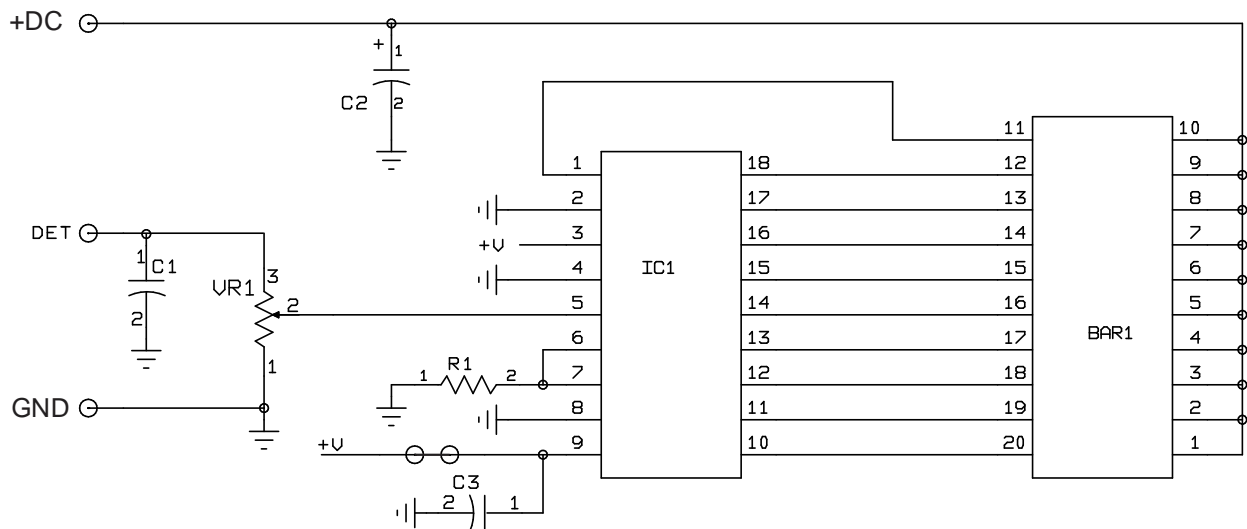 +DC
+ 1
C2 2
11 10
1 18 12 9
2 17 13 8
DET
+V 3 16 14 7
1 C1
3
VR1
IC1
4 15 15 6
2
2
5 14 16 5
BAR1
6 13 17 4
1
R1
1 2
7 12 18 3
GND
8 11 19 2
+V 9 10 20 1
C3
2 1